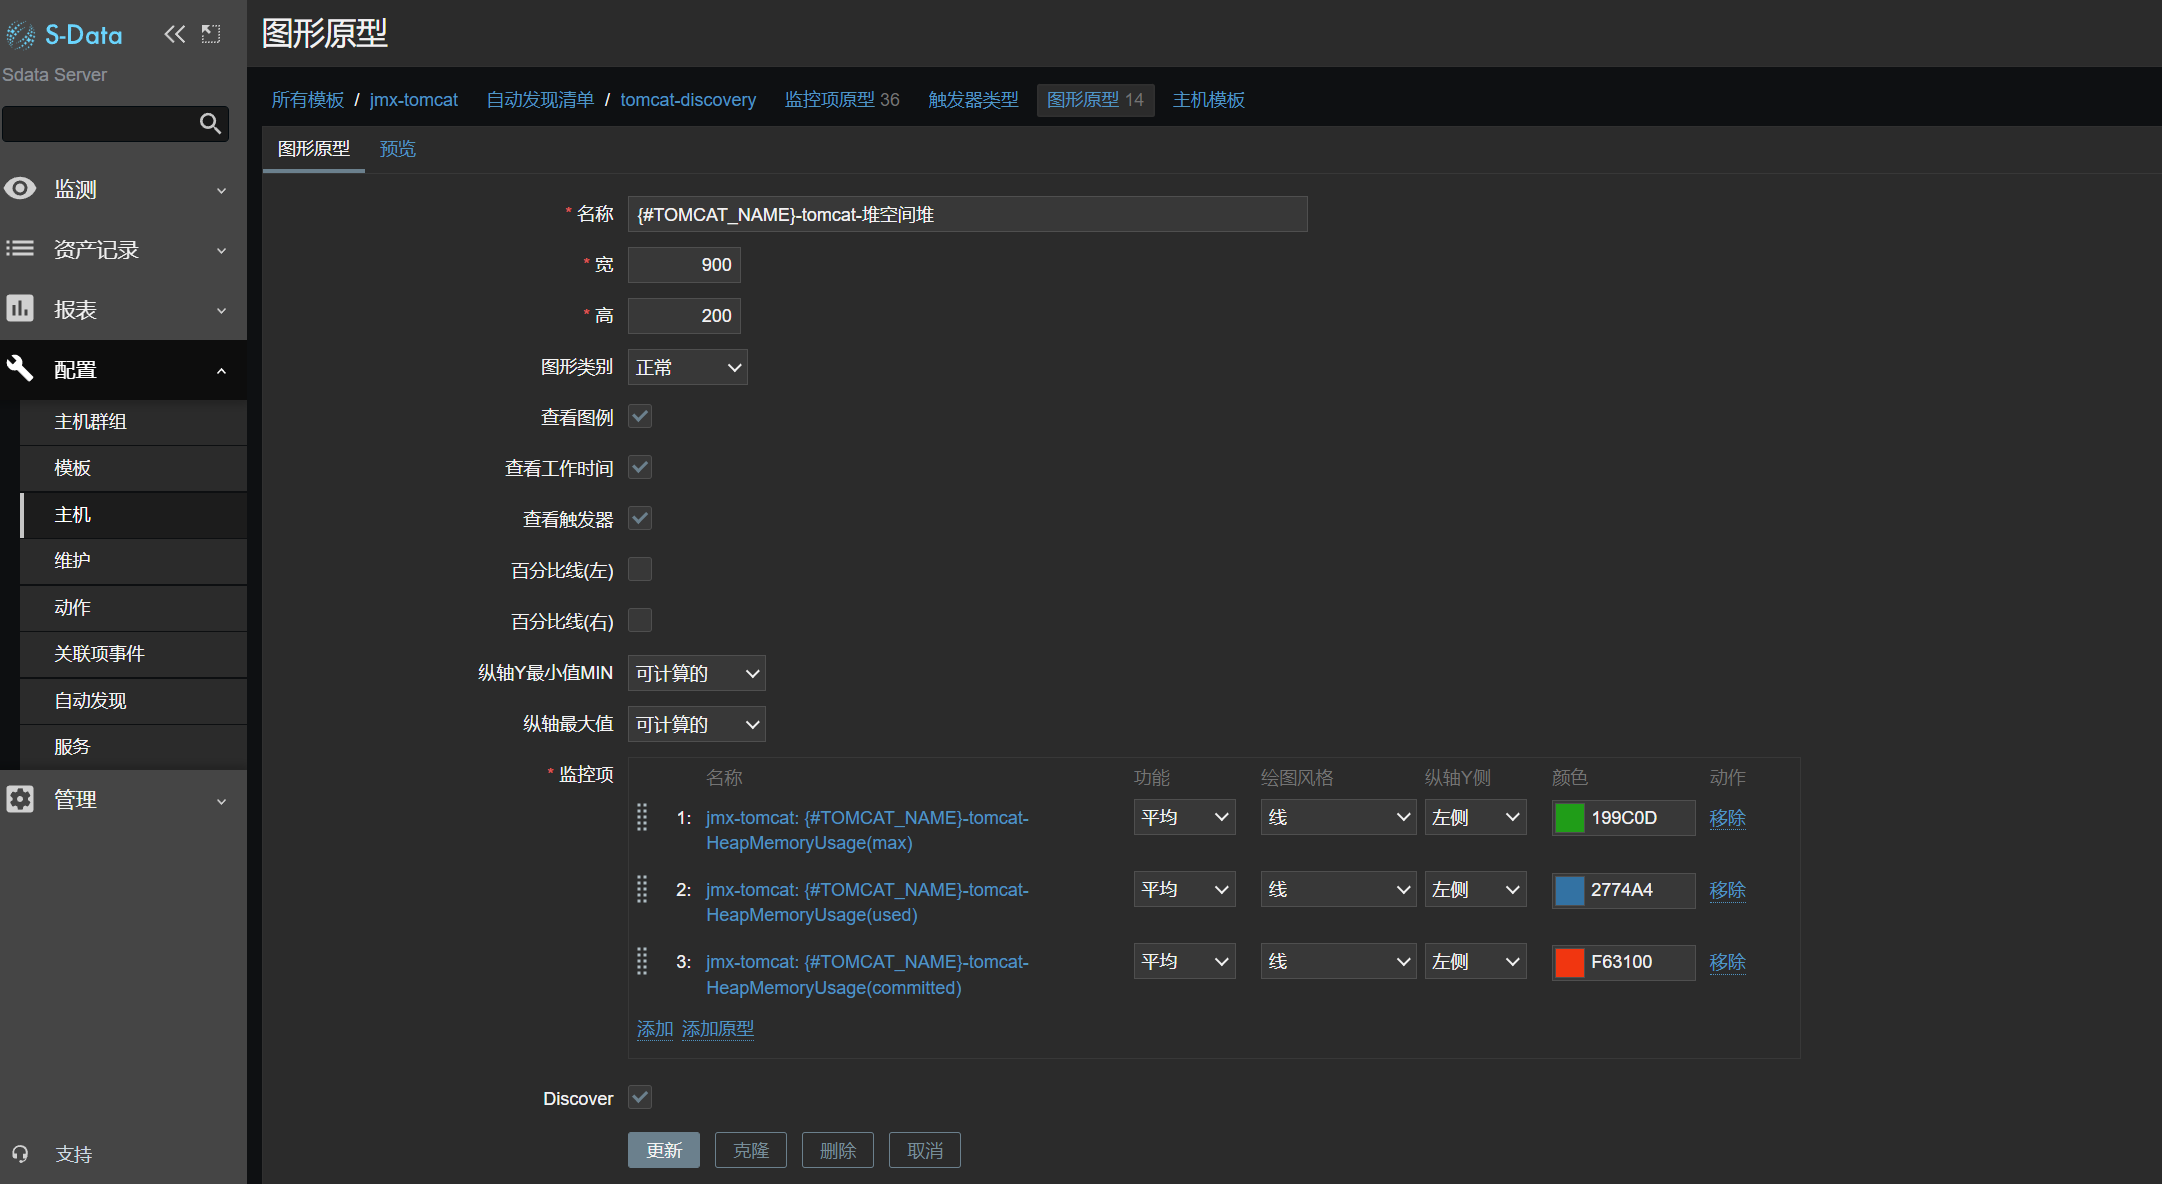 S-Data
Sdata Server
监测
资产记录
报表
配置
主机群组
模板
主机
维护
动作
关联项事件
自动发现
服务
管理
支持
图形原型
所有模板 / jmx-tomcat 自动发现清单 / tomcat-discovery 监控项原型 36 触发器类型 图形原型 14 主机模板
图形原型 预览
* 名称 {#TOMCAT_NAME}-tomcat-堆空间堆
* 宽 900
* 高 200
图形类别 正常
查看图例
查看工作时间
查看触发器
百分比线(左)
百分比线(右)
纵轴Y最小值MIN 可计算的
纵轴最大值 可计算的
* 监控项 名称 功能 绘图风格 纵轴Y侧 颜色 动作
1: jmx-tomcat: {#TOMCAT_NAME}-tomcat- 平均 线 左侧 199C0D 移除
HeapMemoryUsage(max)
2: jmx-tomcat: {#TOMCAT_NAME}-tomcat- 平均 线 左侧 2774A4 移除
HeapMemoryUsage(used)
3: jmx-tomcat: {#TOMCAT_NAME}-tomcat- 平均 线 左侧 F63100 移除
HeapMemoryUsage(committed)
添加 添加原型
Discover
更新 克隆 删除 取消